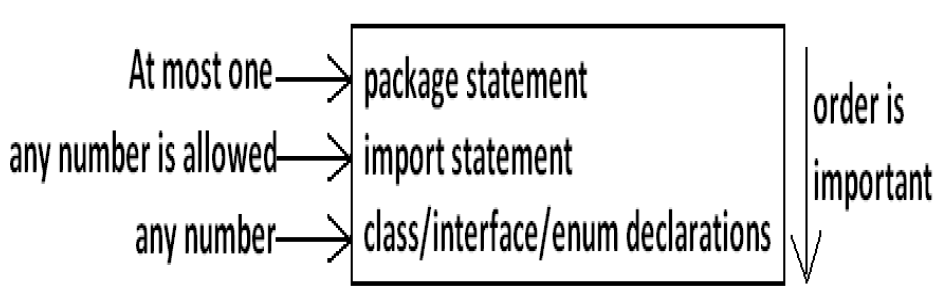 At most one
package statement
any number is allowed
import statement
any number
class/interface/enum declarations
order is
important